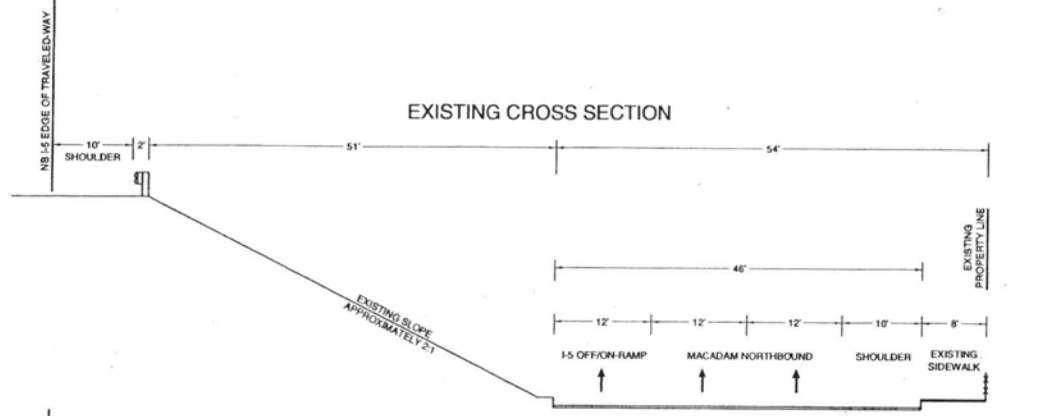 NB I-5 EDGE OF TRAVELED-WAY
EXISTING CROSS SECTION
10'
2'
51'
54'
SHOULDER
EXISTING
PROPERTY LINE
46'
EXISTING SLOPE
APPROXIMATELY 2:1
12'
12'
12'
10'
8'
I-5 OFF/ON-RAMP
MACADAM NORTHBOUND
SHOULDER
EXISTING
SIDEWALK